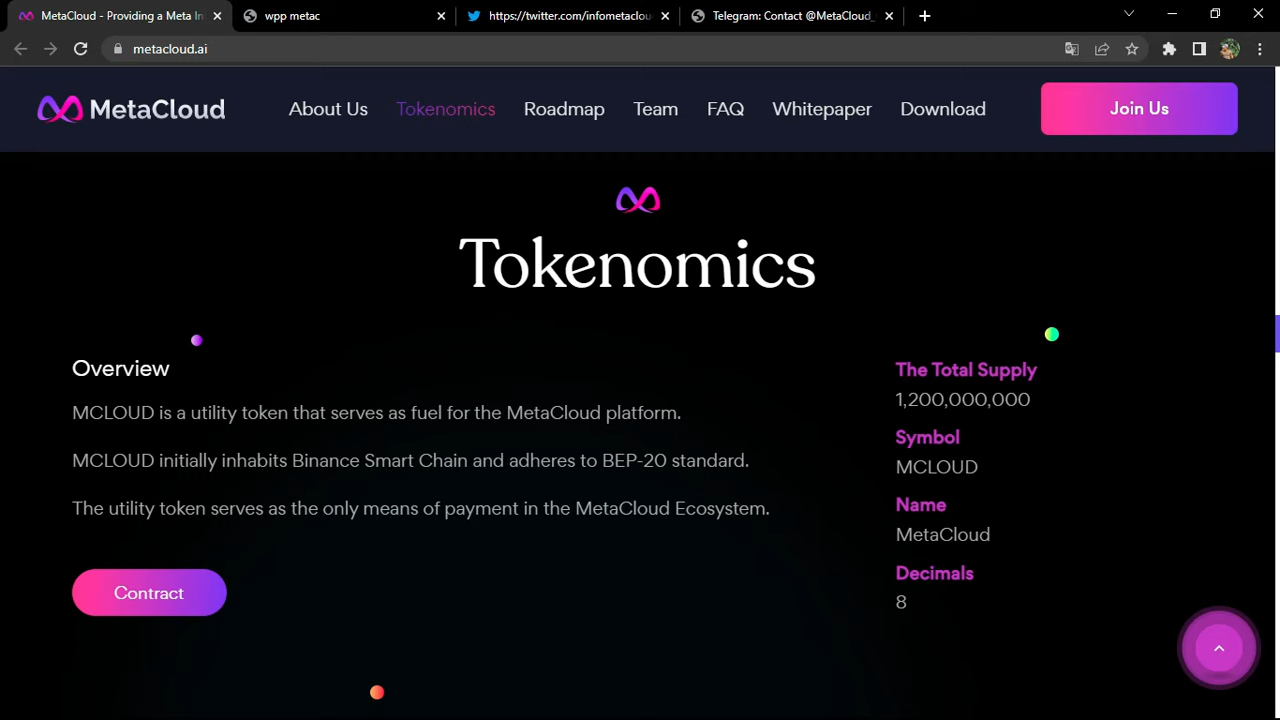 MetaCloud - Providing a Meta In
wpp metac
https://twitter.com/infometaclou
Telegram: Contact @MetaCloud_
metacloud.ai
MetaCloud
About Us
Tokenomics
Roadmap
Team
FAQ
Whitepaper
Download
Join Us
Tokenomics
Overview
MCLOUD is a utility token that serves as fuel for the MetaCloud platform.
MCLOUD initially inhabits Binance Smart Chain and adheres to BEP-20 standard.
The utility token serves as the only means of payment in the MetaCloud Ecosystem.
Contract
The Total Supply
1,200,000,000
Symbol
MCLOUD
Name
MetaCloud
Decimals
8